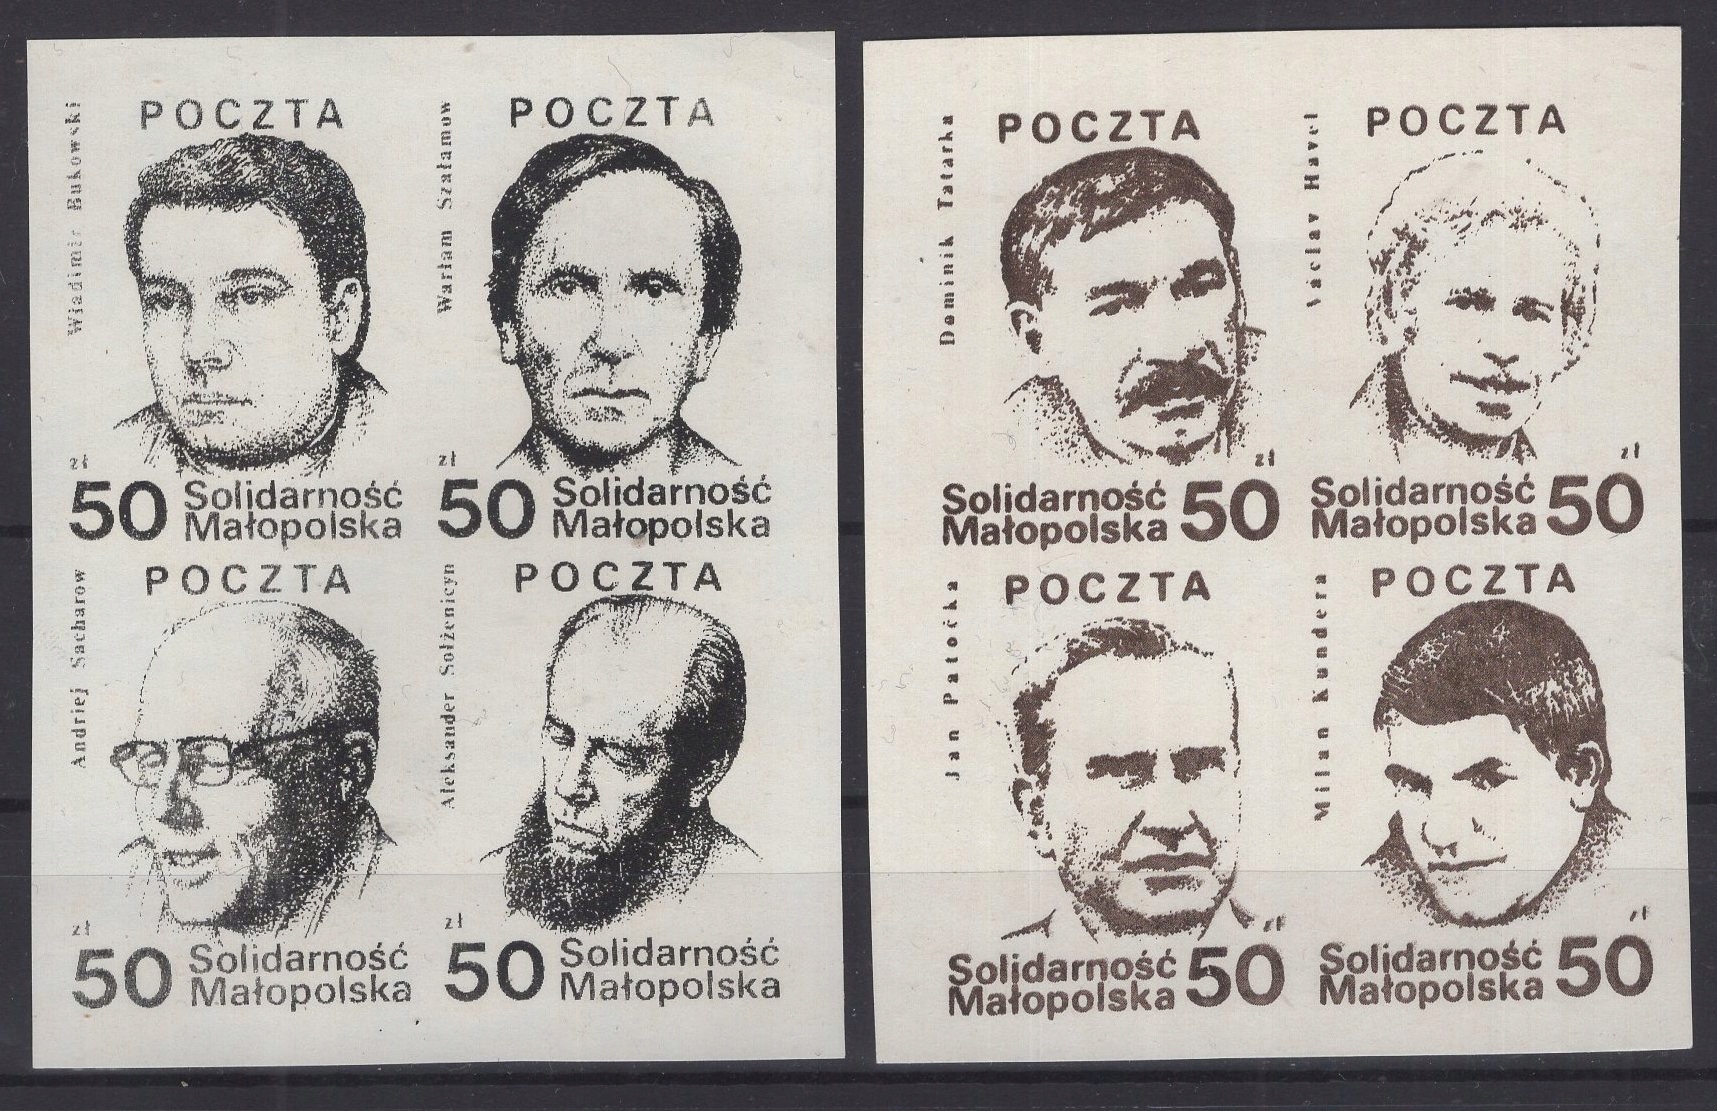 Władimir Bukowski
POCZTA
zł
50 Solidarność
Małopolska
Warłam Szałamow
POCZTA
zł
50 Solidarność
Małopolska
Andriej Sacharow
POCZTA
zł
50 Solidarność
Małopolska
Aleksander Sołżenicyn
POCZTA
zł
50 Solidarność
Małopolska
Dominik Tatarka
POCZTA
zł
Solidarność
Małopolska 50
Václav Havel
POCZTA
zł
Solidarność
Małopolska 50
Jan Patočka
POCZTA
zł
Solidarność
Małopolska 50
Milan Kundera
POCZTA
zł
Solidarność
Małopolska 50